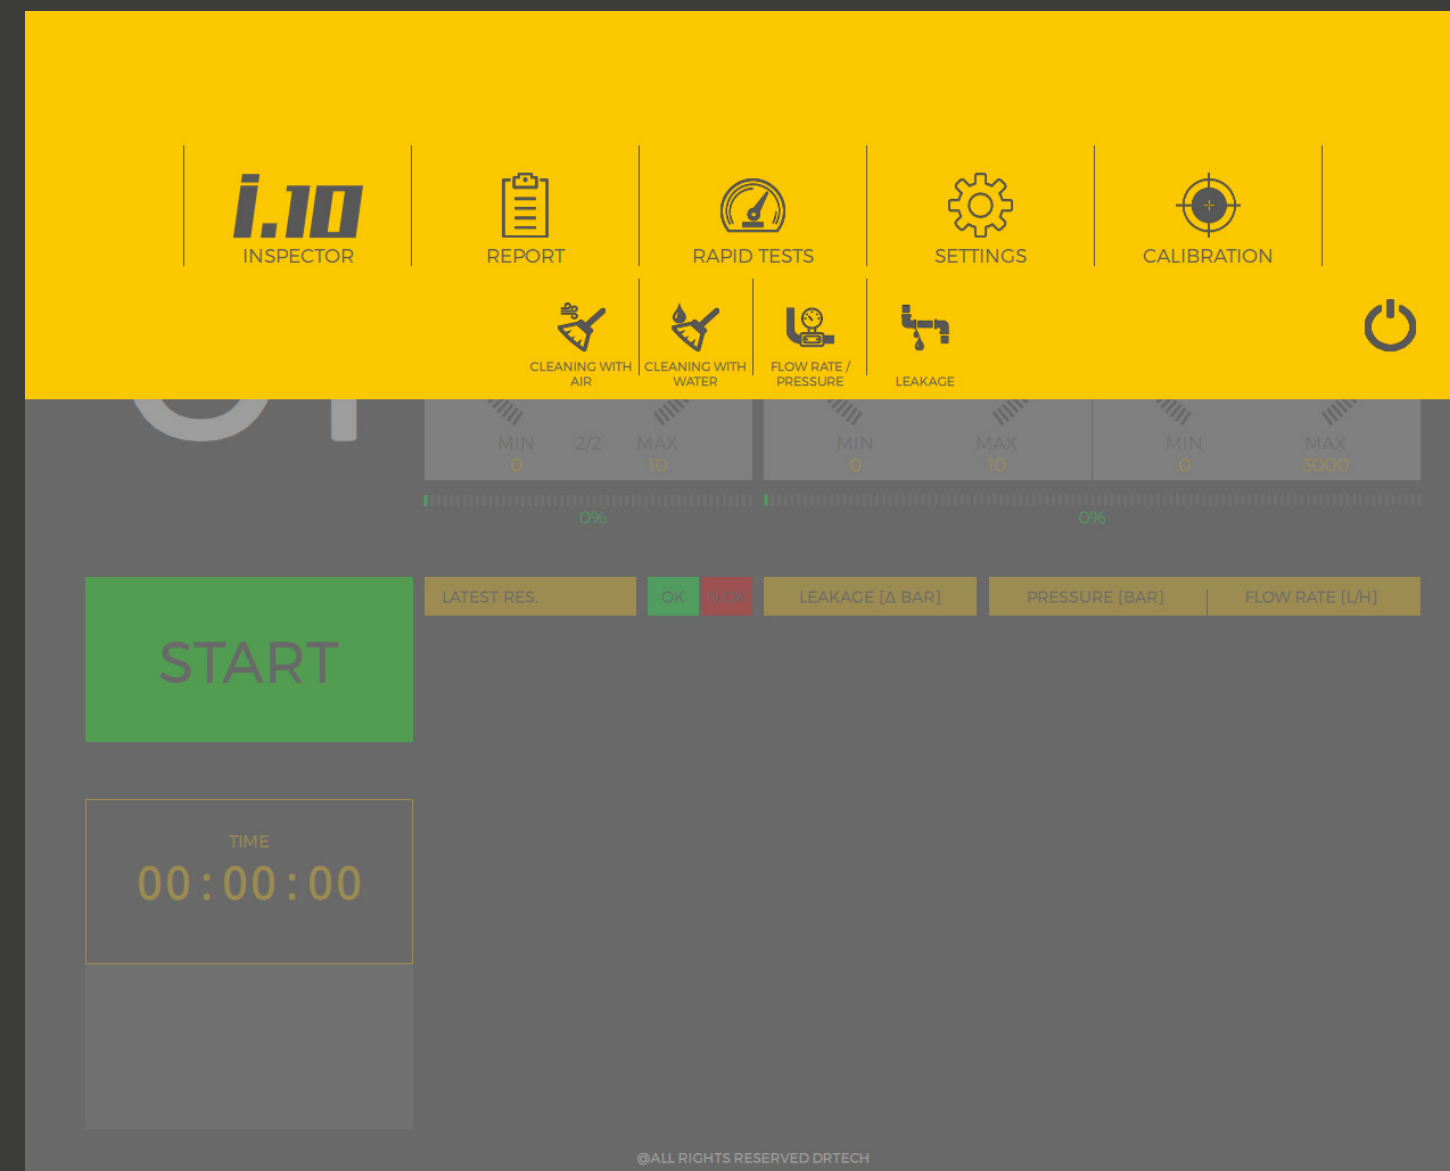 i.10
INSPECTOR
REPORT
RAPID TESTS
SETTINGS
CALIBRATION
CLEANING WITH
AIR
CLEANING WITH
WATER
FLOW RATE /
PRESSURE
LEAKAGE
MIN 2/2 MAX
0 10
MIN MAX
0 10
MIN MAX
0 3000
0%
0%
START
LATEST RES.
OK
LEAKAGE [Δ BAR]
PRESSURE [BAR]
FLOW RATE [L/H]
TIME
00:00:00
@ALL RIGHTS RESERVED DRTECH